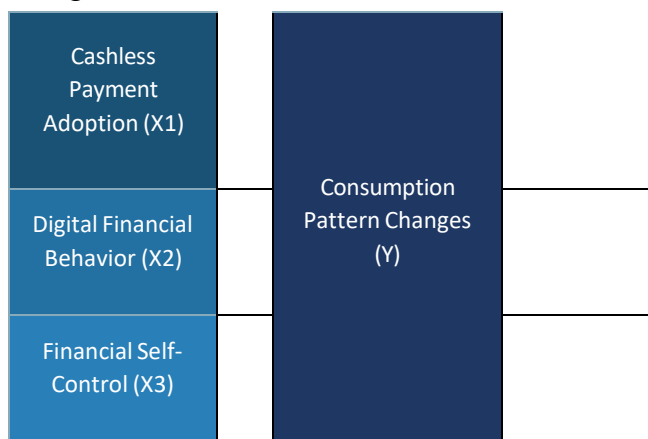 Cashless
Payment
Adoption (X1)
Digital Financial
Behavior (X2)
Financial Self-
Control (X3)
Consumption
Pattern Changes
(Y)